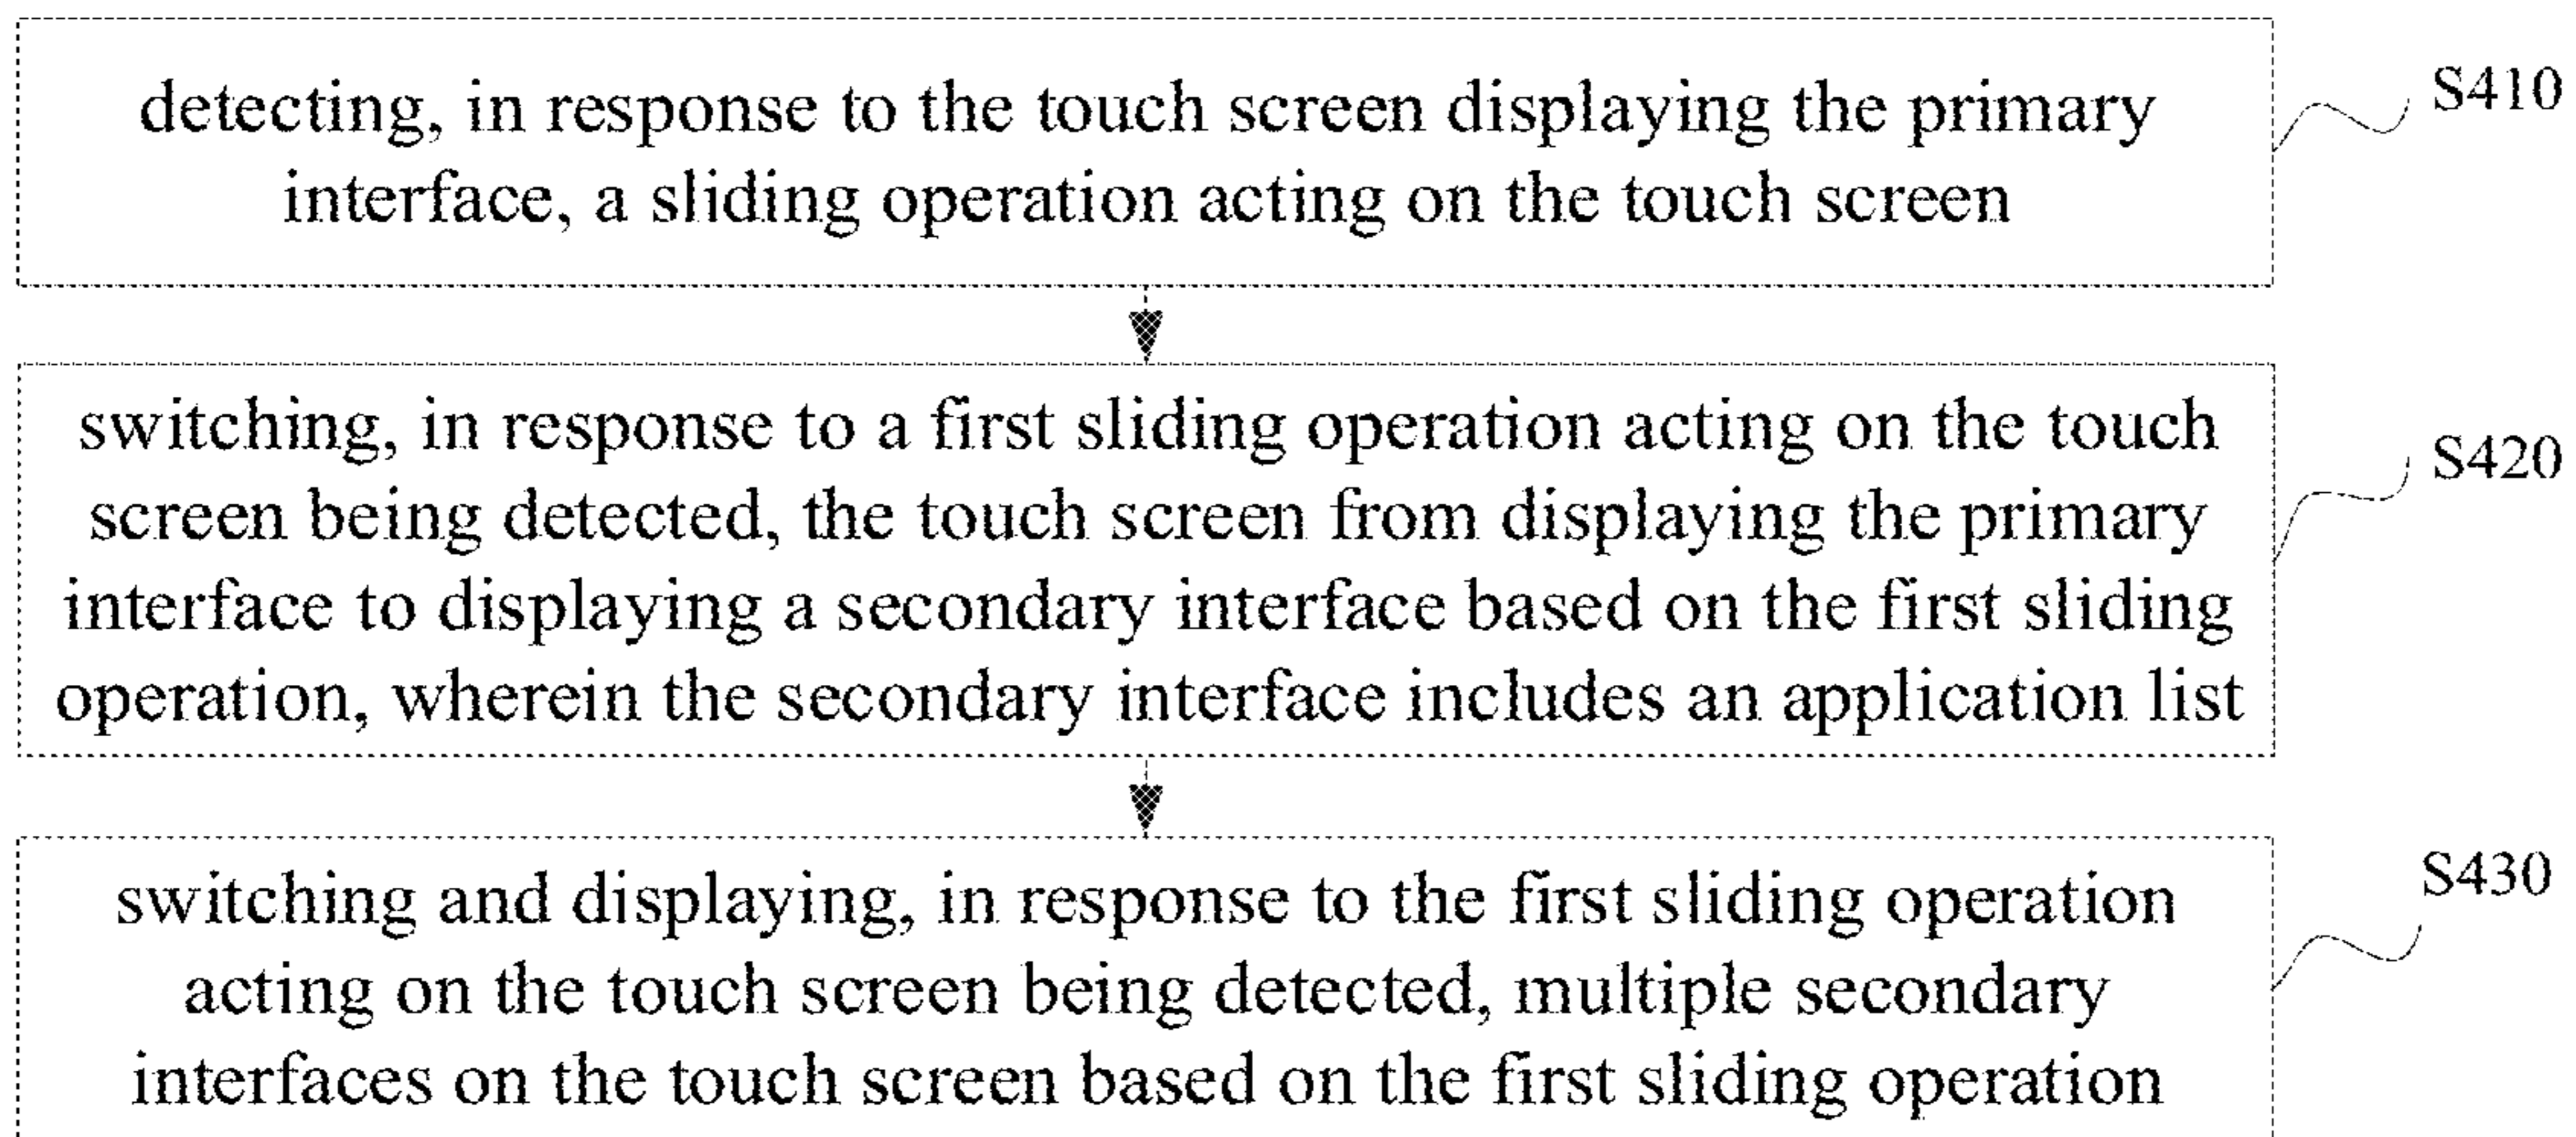 detecting, in response to the touch screen displaying the primary
interface, a sliding operation acting on the touch screen
S410
switching, in response to a first sliding operation acting on the touch
screen being detected, the touch screen from displaying the primary
interface to displaying a secondary interface based on the first sliding
operation, wherein the secondary interface includes an application list
S420
switching and displaying, in response to the first sliding operation
acting on the touch screen being detected, multiple secondary
interfaces on the touch screen based on the first sliding operation
S430